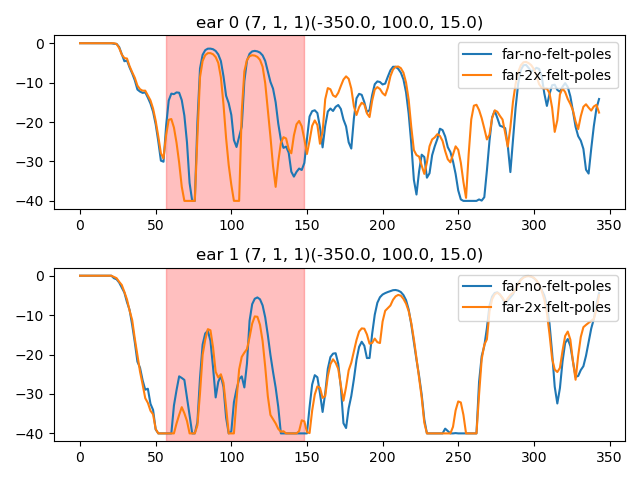 ear 0 (7, 1, 1)(-350.0, 100.0, 15.0)
0
−10
−20
−30
−40
far-no-felt-poles
far-2x-felt-poles
0 50 100 150 200 250 300 350
ear 1 (7, 1, 1)(-350.0, 100.0, 15.0)
0
−10
−20
−30
−40
far-no-felt-poles
far-2x-felt-poles
0 50 100 150 200 250 300 350